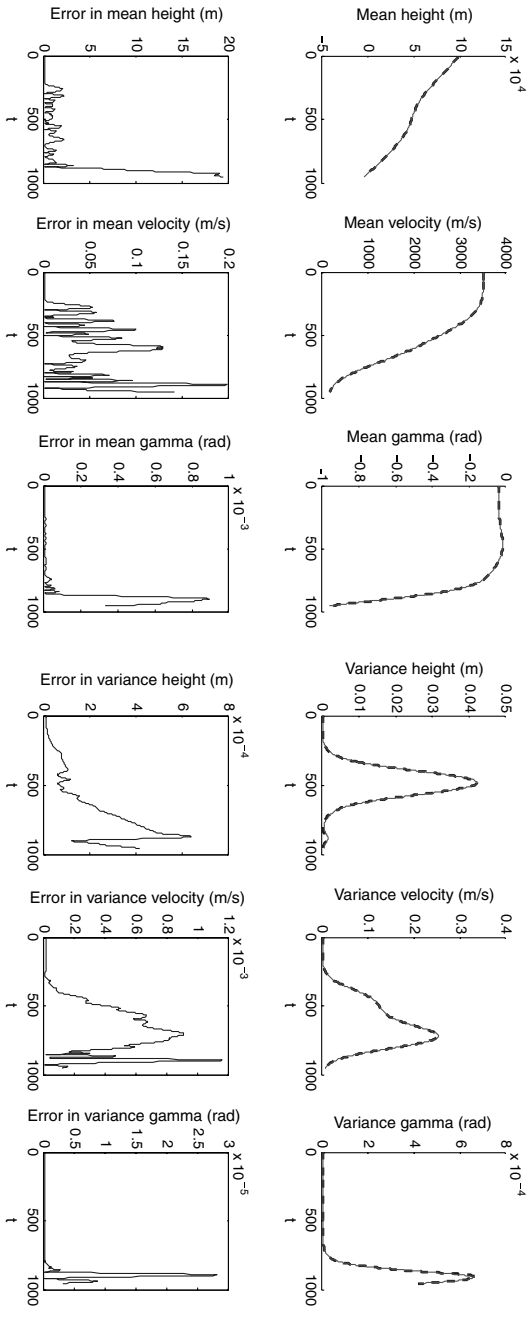 Mean height (m)
x 10⁴
15
10
5
0
−5
0 500 1000
t
Mean velocity (m/s)
4000
3000
2000
1000
0
0 500 1000
t
Mean gamma (rad)
0
−0.2
−0.4
−0.6
−0.8
−1
0 500 1000
t
Variance height (m)
0.05
0.04
0.03
0.02
0.01
0
0 500 1000
t
Variance velocity (m/s)
0.4
0.3
0.2
0.1
0
0 500 1000
t
Variance gamma (rad)
x 10⁻⁴
8
6
4
2
0
0 500 1000
t
Error in mean height (m)
20
15
10
5
0
0 500 1000
t
Error in mean velocity (m/s)
0.2
0.15
0.1
0.05
0
0 500 1000
t
Error in mean gamma (rad)
x 10⁻³
1
0.8
0.6
0.4
0.2
0
0 500 1000
t
Error in variance height (m)
x 10⁻⁴
8
6
4
2
0
0 500 1000
t
Error in variance velocity (m/s)
x 10⁻³
1.2
1
0.8
0.6
0.4
0.2
0
0 500 1000
t
Error in variance gamma (rad)
x 10⁻⁵
3
2.5
2
1.5
1
0.5
0
0 500 1000
t